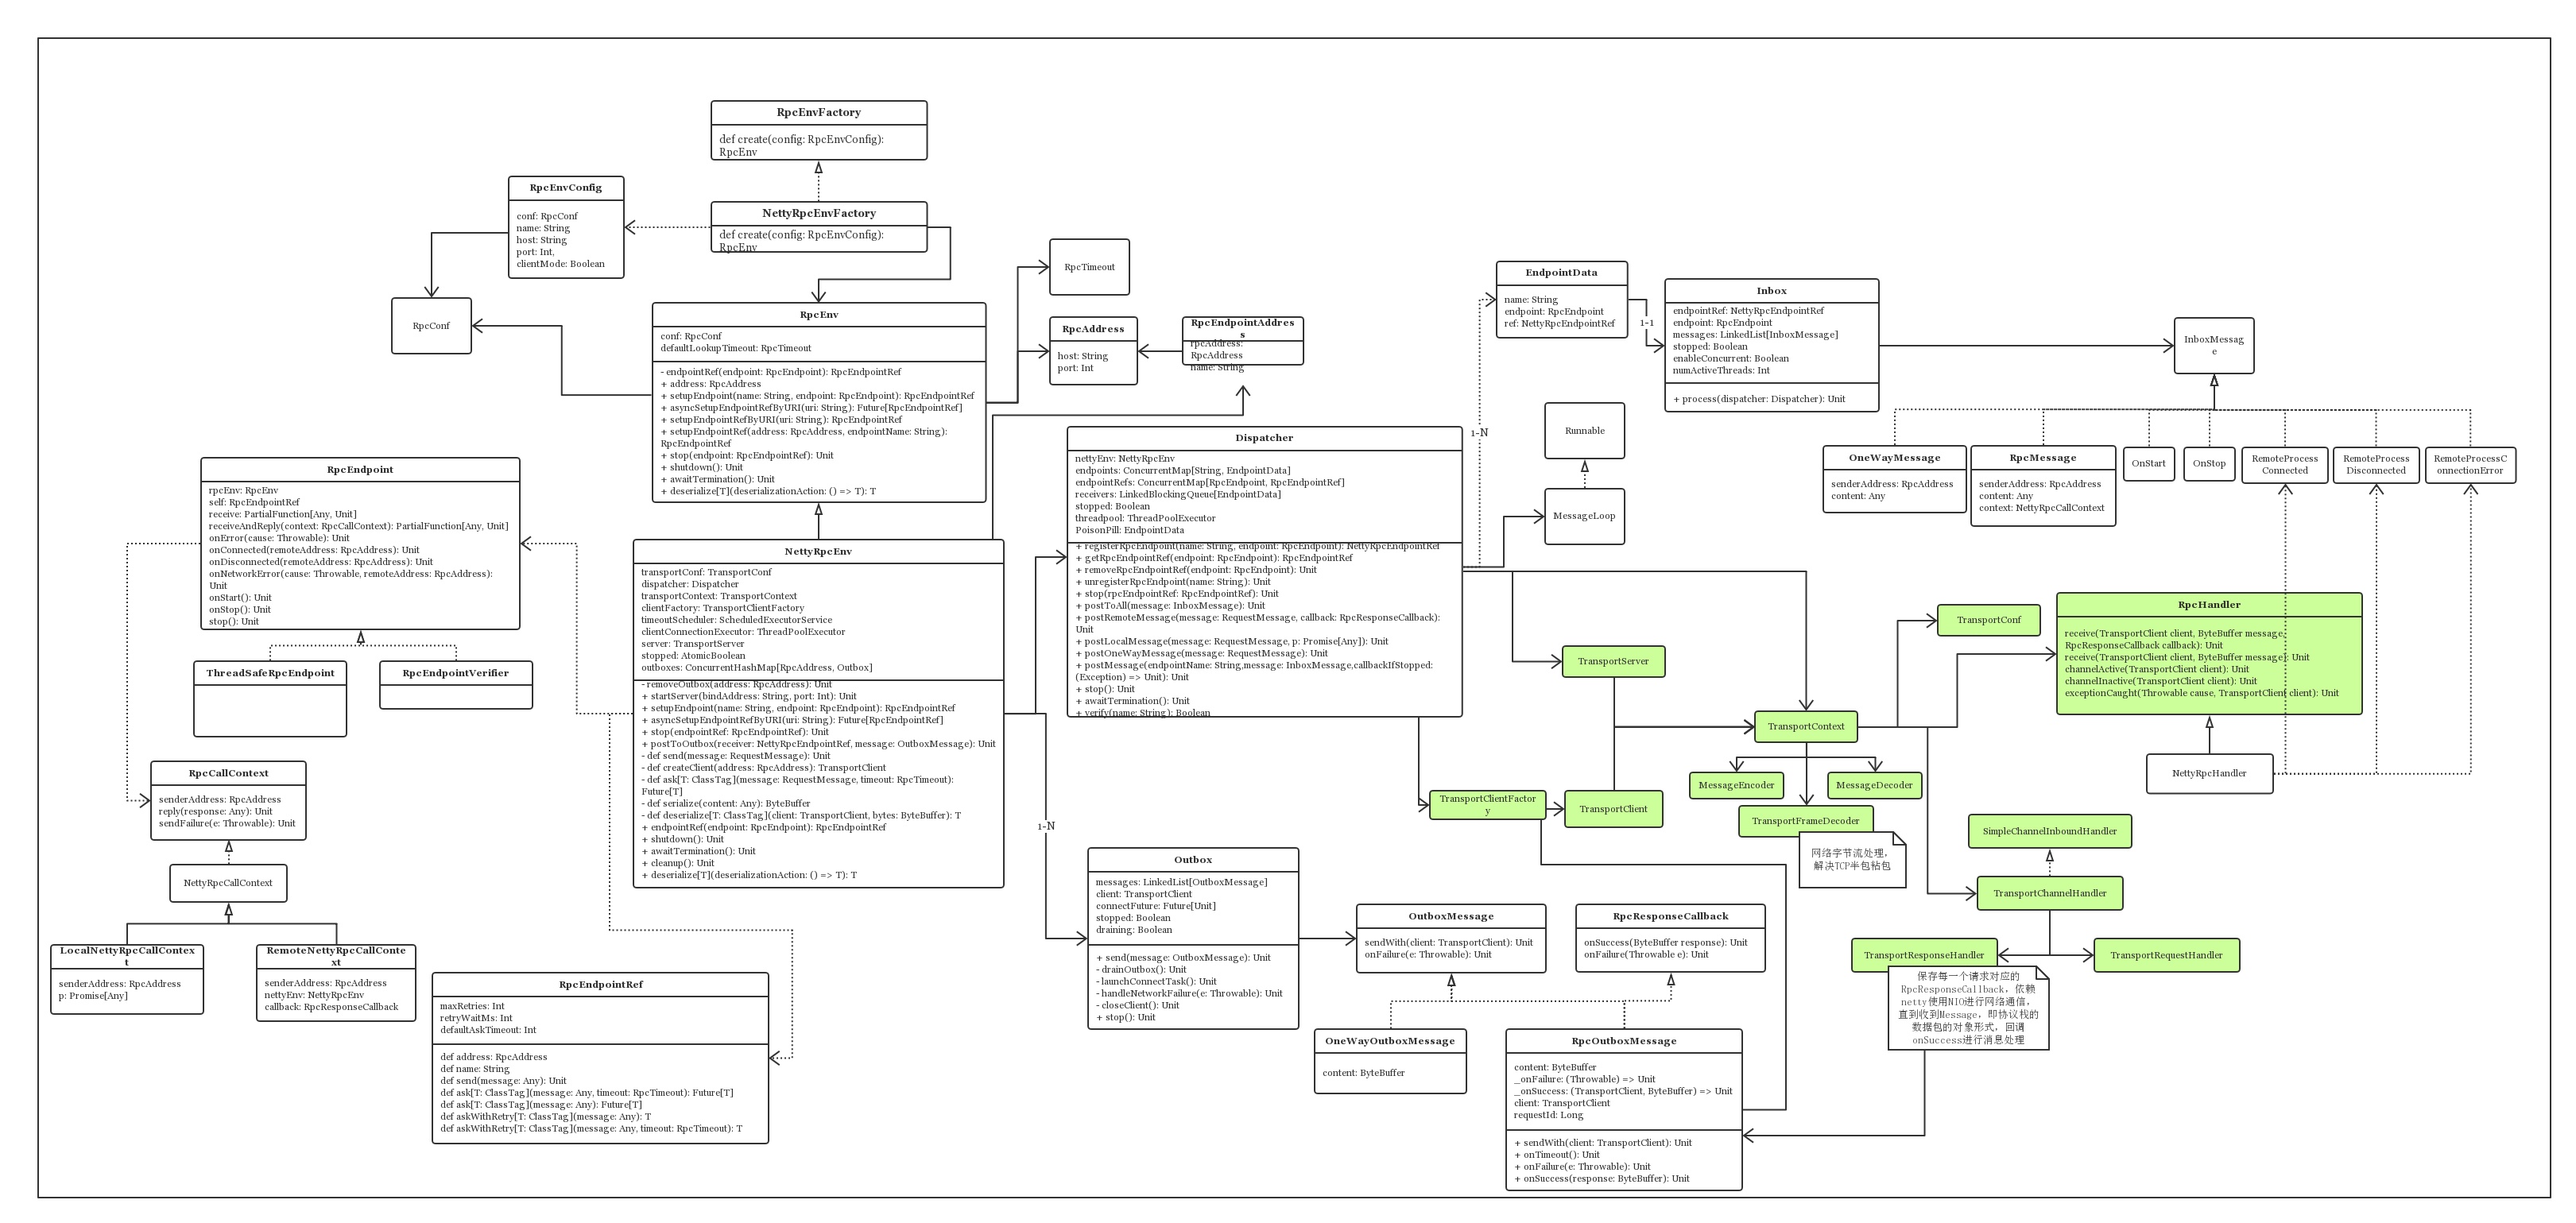 RpcEnvFactory
def create(config: RpcEnvConfig):
RpcEnv
RpcEnvConfig
conf: RpcConf
name: String
host: String
port: Int,
clientMode: Boolean
NettyRpcEnvFactory
def create(config: RpcEnvConfig):
RpcEnv
RpcConf
RpcEnv
conf: RpcConf
defaultLookupTimeout: RpcTimeout
- endpointRef(endpoint: RpcEndpoint): RpcEndpointRef
+ address: RpcAddress
+ setupEndpoint(name: String, endpoint: RpcEndpoint): RpcEndpointRef
+ asyncSetupEndpointRefByURI(uri: String): Future[RpcEndpointRef]
+ setupEndpointRefByURI(uri: String): RpcEndpointRef
+ setupEndpointRef(address: RpcAddress, endpointName: String):
RpcEndpointRef
+ stop(endpoint: RpcEndpointRef): Unit
+ shutdown(): Unit
+ awaitTermination(): Unit
+ deserialize[T](deserializationAction: () => T): T
RpcTimeout
RpcAddress
host: String
port: Int
RpcEndpointAddres
s
rpcAddress:
RpcAddress
name: String
EndpointData
name: String
endpoint: RpcEndpoint
ref: NettyRpcEndpointRef
1-1
Inbox
endpointRef: NettyRpcEndpointRef
endpoint: RpcEndpoint
messages: LinkedList[InboxMessage]
stopped: Boolean
enableConcurrent: Boolean
numActiveThreads: Int
+ process(dispatcher: Dispatcher): Unit
InboxMessag
e
OneWayMessage
senderAddress: RpcAddress
content: Any
RpcMessage
senderAddress: RpcAddress
content: Any
context: NettyRpcCallContext
OnStart
OnStop
RemoteProcess
Connected
RemoteProcess
Disconnected
RemoteProcessC
onnectionError
1-N
Runnable
MessageLoop
Dispatcher
nettyEnv: NettyRpcEnv
endpoints: ConcurrentMap[String, EndpointData]
endpointRefs: ConcurrentMap[RpcEndpoint, RpcEndpointRef]
receivers: LinkedBlockingQueue[EndpointData]
stopped: Boolean
threadpool: ThreadPoolExecutor
PoisonPill: EndpointData
+ registerRpcEndpoint(name: String, endpoint: RpcEndpoint): NettyRpcEndpointRef
+ getRpcEndpointRef(endpoint: RpcEndpoint): RpcEndpointRef
+ removeRpcEndpointRef(endpoint: RpcEndpoint): Unit
+ unregisterRpcEndpoint(name: String): Unit
+ stop(rpcEndpointRef: RpcEndpointRef): Unit
+ postToAll(message: InboxMessage): Unit
+ postRemoteMessage(message: RequestMessage, callback: RpcResponseCallback):
Unit
+ postLocalMessage(message: RequestMessage, p: Promise[Any]): Unit
+ postOneWayMessage(message: RequestMessage): Unit
+ postMessage(endpointName: String,message: InboxMessage,callbackIfStopped:
(Exception) => Unit): Unit
+ stop(): Unit
+ awaitTermination(): Unit
+ verify(name: String): Boolean
RpcEndpoint
rpcEnv: RpcEnv
self: RpcEndpointRef
receive: PartialFunction[Any, Unit]
receiveAndReply(context: RpcCallContext): PartialFunction[Any, Unit]
onError(cause: Throwable): Unit
onConnected(remoteAddress: RpcAddress): Unit
onDisconnected(remoteAddress: RpcAddress): Unit
onNetworkError(cause: Throwable, remoteAddress: RpcAddress):
Unit
onStart(): Unit
onStop(): Unit
stop(): Unit
ThreadSafeRpcEndpoint
RpcEndpointVerifier
NettyRpcEnv
transportConf: TransportConf
dispatcher: Dispatcher
transportContext: TransportContext
clientFactory: TransportClientFactory
timeoutScheduler: ScheduledExecutorService
clientConnectionExecutor: ThreadPoolExecutor
server: TransportServer
stopped: AtomicBoolean
outboxes: ConcurrentHashMap[RpcAddress, Outbox]
- removeOutbox(address: RpcAddress): Unit
+ startServer(bindAddress: String, port: Int): Unit
+ setupEndpoint(name: String, endpoint: RpcEndpoint): RpcEndpointRef
+ asyncSetupEndpointRefByURI(uri: String): Future[RpcEndpointRef]
+ stop(endpointRef: RpcEndpointRef): Unit
+ postToOutbox(receiver: NettyRpcEndpointRef, message: OutboxMessage): Unit
- def send(message: RequestMessage): Unit
- def createClient(address: RpcAddress): TransportClient
- def ask[T: ClassTag](message: RequestMessage, timeout: RpcTimeout):
Future[T]
- def serialize(content: Any): ByteBuffer
- def deserialize[T: ClassTag](client: TransportClient, bytes: ByteBuffer): T
+ endpointRef(endpoint: RpcEndpoint): RpcEndpointRef
+ shutdown(): Unit
+ awaitTermination(): Unit
+ cleanup(): Unit
+ deserialize[T](deserializationAction: () => T): T
RpcCallContext
senderAddress: RpcAddress
reply(response: Any): Unit
sendFailure(e: Throwable): Unit
NettyRpcCallContext
LocalNettyRpcCallContex
t
senderAddress: RpcAddress
p: Promise[Any]
RemoteNettyRpcCallConte
xt
senderAddress: RpcAddress
nettyEnv: NettyRpcEnv
callback: RpcResponseCallback
RpcEndpointRef
maxRetries: Int
retryWaitMs: Int
defaultAskTimeout: Int
def address: RpcAddress
def name: String
def send(message: Any): Unit
def ask[T: ClassTag](message: Any, timeout: RpcTimeout): Future[T]
def ask[T: ClassTag](message: Any): Future[T]
def askWithRetry[T: ClassTag](message: Any): T
def askWithRetry[T: ClassTag](message: Any, timeout: RpcTimeout): T
1-N
Outbox
messages: LinkedList[OutboxMessage]
client: TransportClient
connectFuture: Future[Unit]
stopped: Boolean
draining: Boolean
+ send(message: OutboxMessage): Unit
- drainOutbox(): Unit
- launchConnectTask(): Unit
- handleNetworkFailure(e: Throwable): Unit
- closeClient(): Unit
+ stop(): Unit
OutboxMessage
sendWith(client: TransportClient): Unit
onFailure(e: Throwable): Unit
RpcResponseCallback
onSuccess(ByteBuffer response): Unit
onFailure(Throwable e): Unit
OneWayOutboxMessage
content: ByteBuffer
RpcOutboxMessage
content: ByteBuffer
_onFailure: (Throwable) => Unit
_onSuccess: (TransportClient, ByteBuffer) => Unit
client: TransportClient
requestId: Long
+ sendWith(client: TransportClient): Unit
+ onTimeout(): Unit
+ onFailure(e: Throwable): Unit
+ onSuccess(response: ByteBuffer): Unit
TransportServer
TransportClientFactor
y
TransportClient
TransportContext
MessageEncoder
MessageDecoder
TransportFrameDecoder
网络字节流处理，
解决TCP半包粘包
TransportConf
RpcHandler
receive(TransportClient client, ByteBuffer message,
RpcResponseCallback callback): Unit
receive(TransportClient client, ByteBuffer message): Unit
channelActive(TransportClient client): Unit
channelInactive(TransportClient client): Unit
exceptionCaught(Throwable cause, TransportClient client): Unit
NettyRpcHandler
SimpleChannelInboundHandler
TransportChannelHandler
TransportResponseHandler
TransportRequestHandler
保存每一个请求对应的
RpcResponseCallback，依赖
netty使用NIO进行网络通信，
直到收到Message，即协议栈的
数据包的对象形式，回调
onSuccess进行消息处理